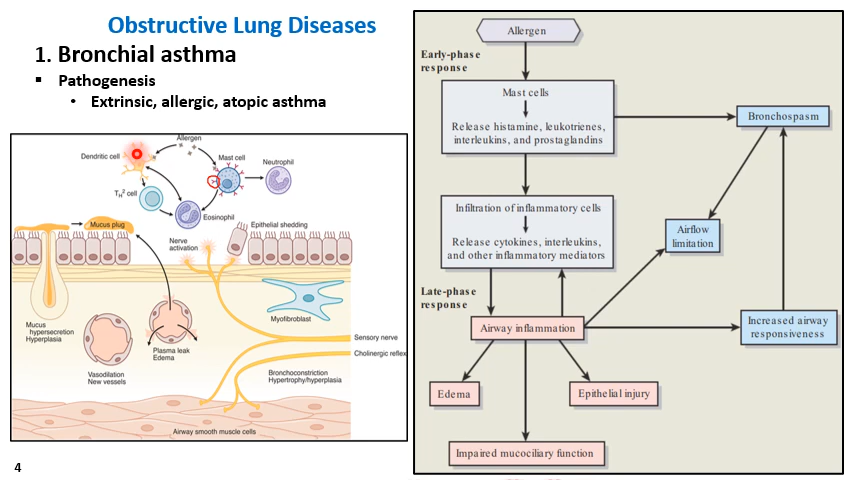 Obstructive Lung Diseases
1. Bronchial asthma
▪ Pathogenesis
• Extrinsic, allergic, atopic asthma
Allergen
Dendritic cell
Mast cell
Neutrophil
TH2 cell
Eosinophil
Mucus plug
Epithelial shedding
Nerve
activation
Mucus
hypersecretion
Hyperplasia
Myofibroblast
Plasma leak
Edema
Sensory nerve
Cholinergic reflex
Vasodilation
New vessels
Bronchoconstriction
Hypertrophy/hyperplasia
Airway smooth muscle cells
4
Allergen
Early-phase
response
Mast cells
Release histamine, leukotrienes,
interleukins, and prostaglandins
Bronchospasm
Infiltration of inflammatory cells
Release cytokines, interleukins,
and other inflammatory mediators
Airflow
limitation
Late-phase
response
Airway inflammation
Increased airway
responsiveness
Edema
Epithelial injury
Impaired mucociliary function